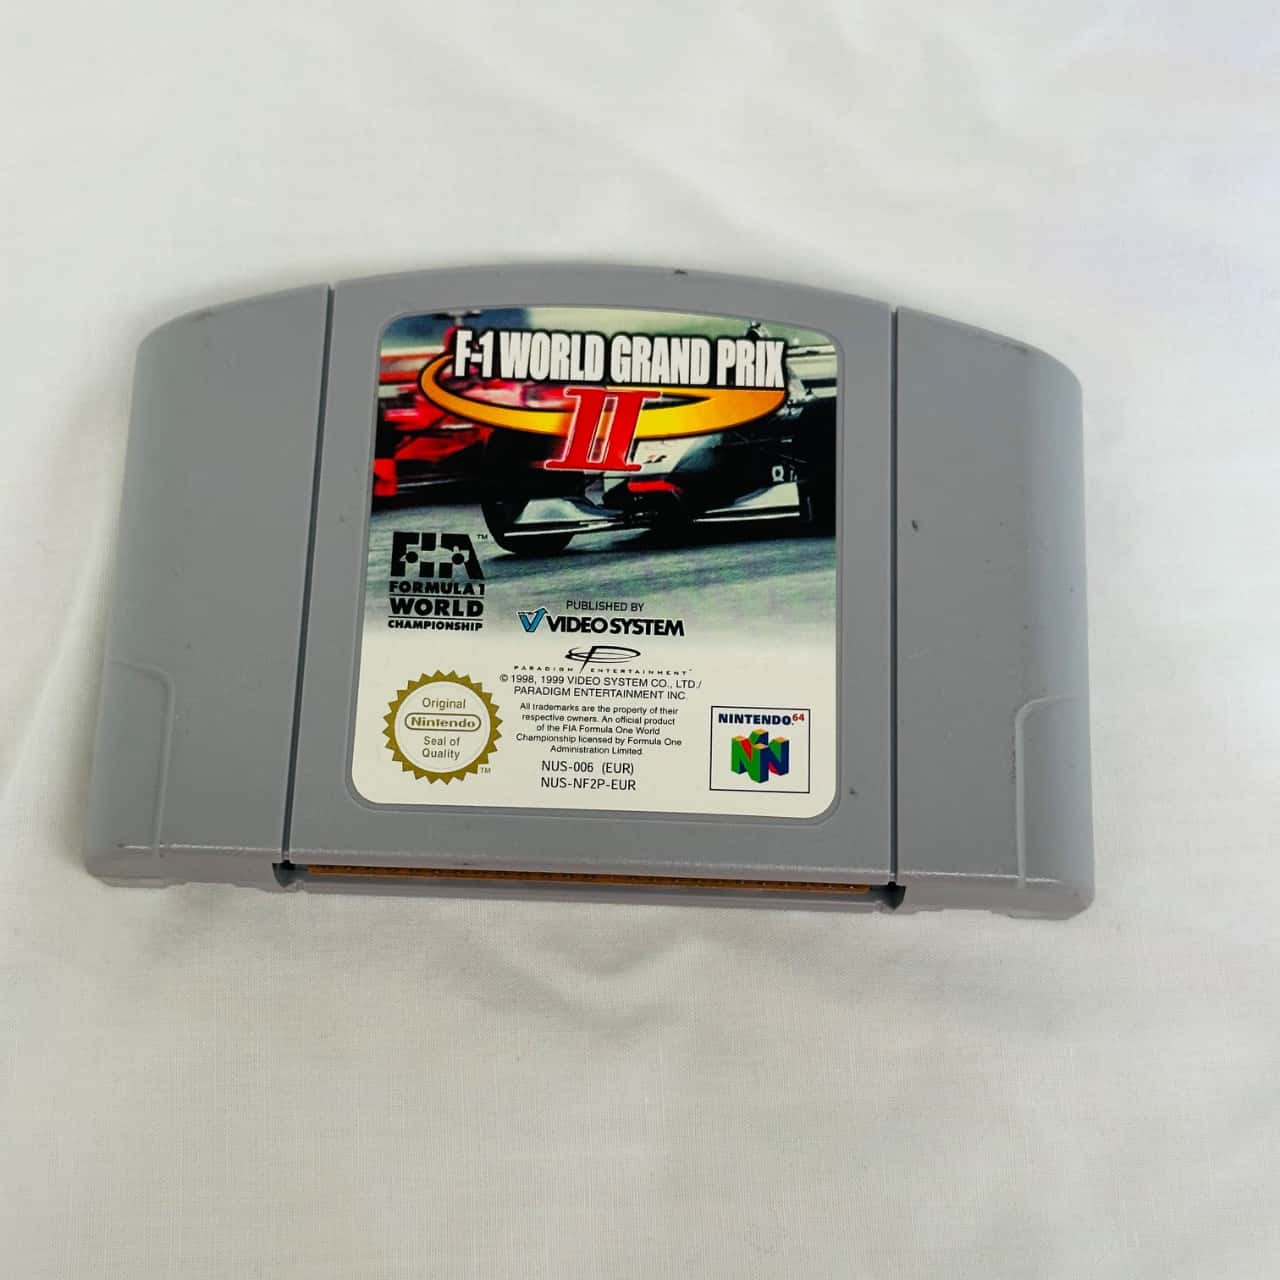 F-1 WORLD GRAND PRIX
II
FIA™
FORMULA 1
WORLD
CHAMPIONSHIP
PUBLISHED BY
VIDEO SYSTEM
PARADIGM ENTERTAINMENT
© 1998, 1999 VIDEO SYSTEM CO., LTD./
PARADIGM ENTERTAINMENT INC.
All trademarks are the property of their
respective owners. An official product
of the FIA Formula One World
Championship licensed by Formula One
Administration Limited.
NUS-006 (EUR)
NUS-NF2P-EUR
Original
Nintendo
Seal of
Quality
TM
NINTENDO64
8